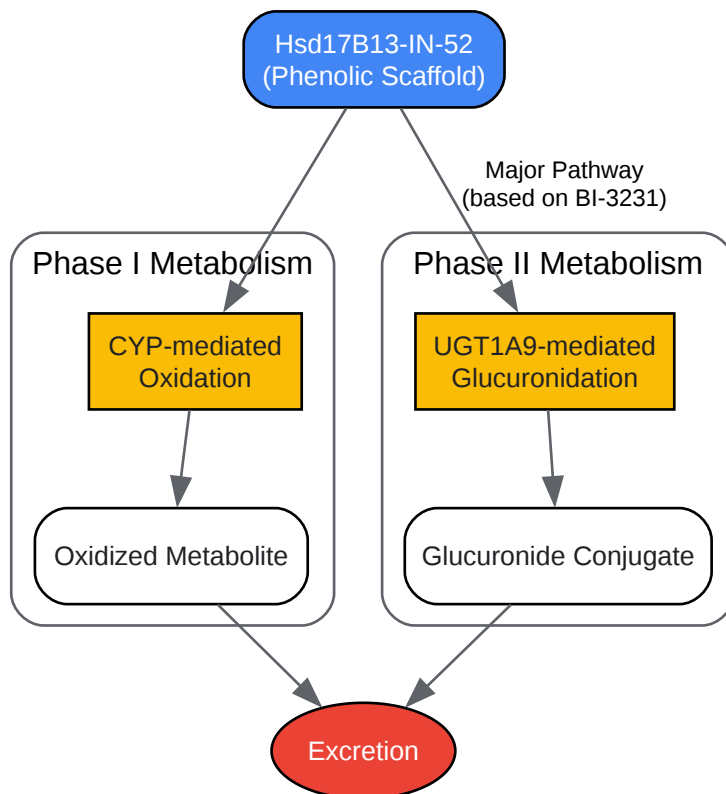 Hsd17B13-IN-52
(Phenolic Scaffold)
Major Pathway
(based on BI-3231)
Phase I Metabolism
Phase II Metabolism
CYP-mediated
Oxidation
UGT1A9-mediated
Glucuronidation
Oxidized Metabolite
Glucuronide Conjugate
Excretion